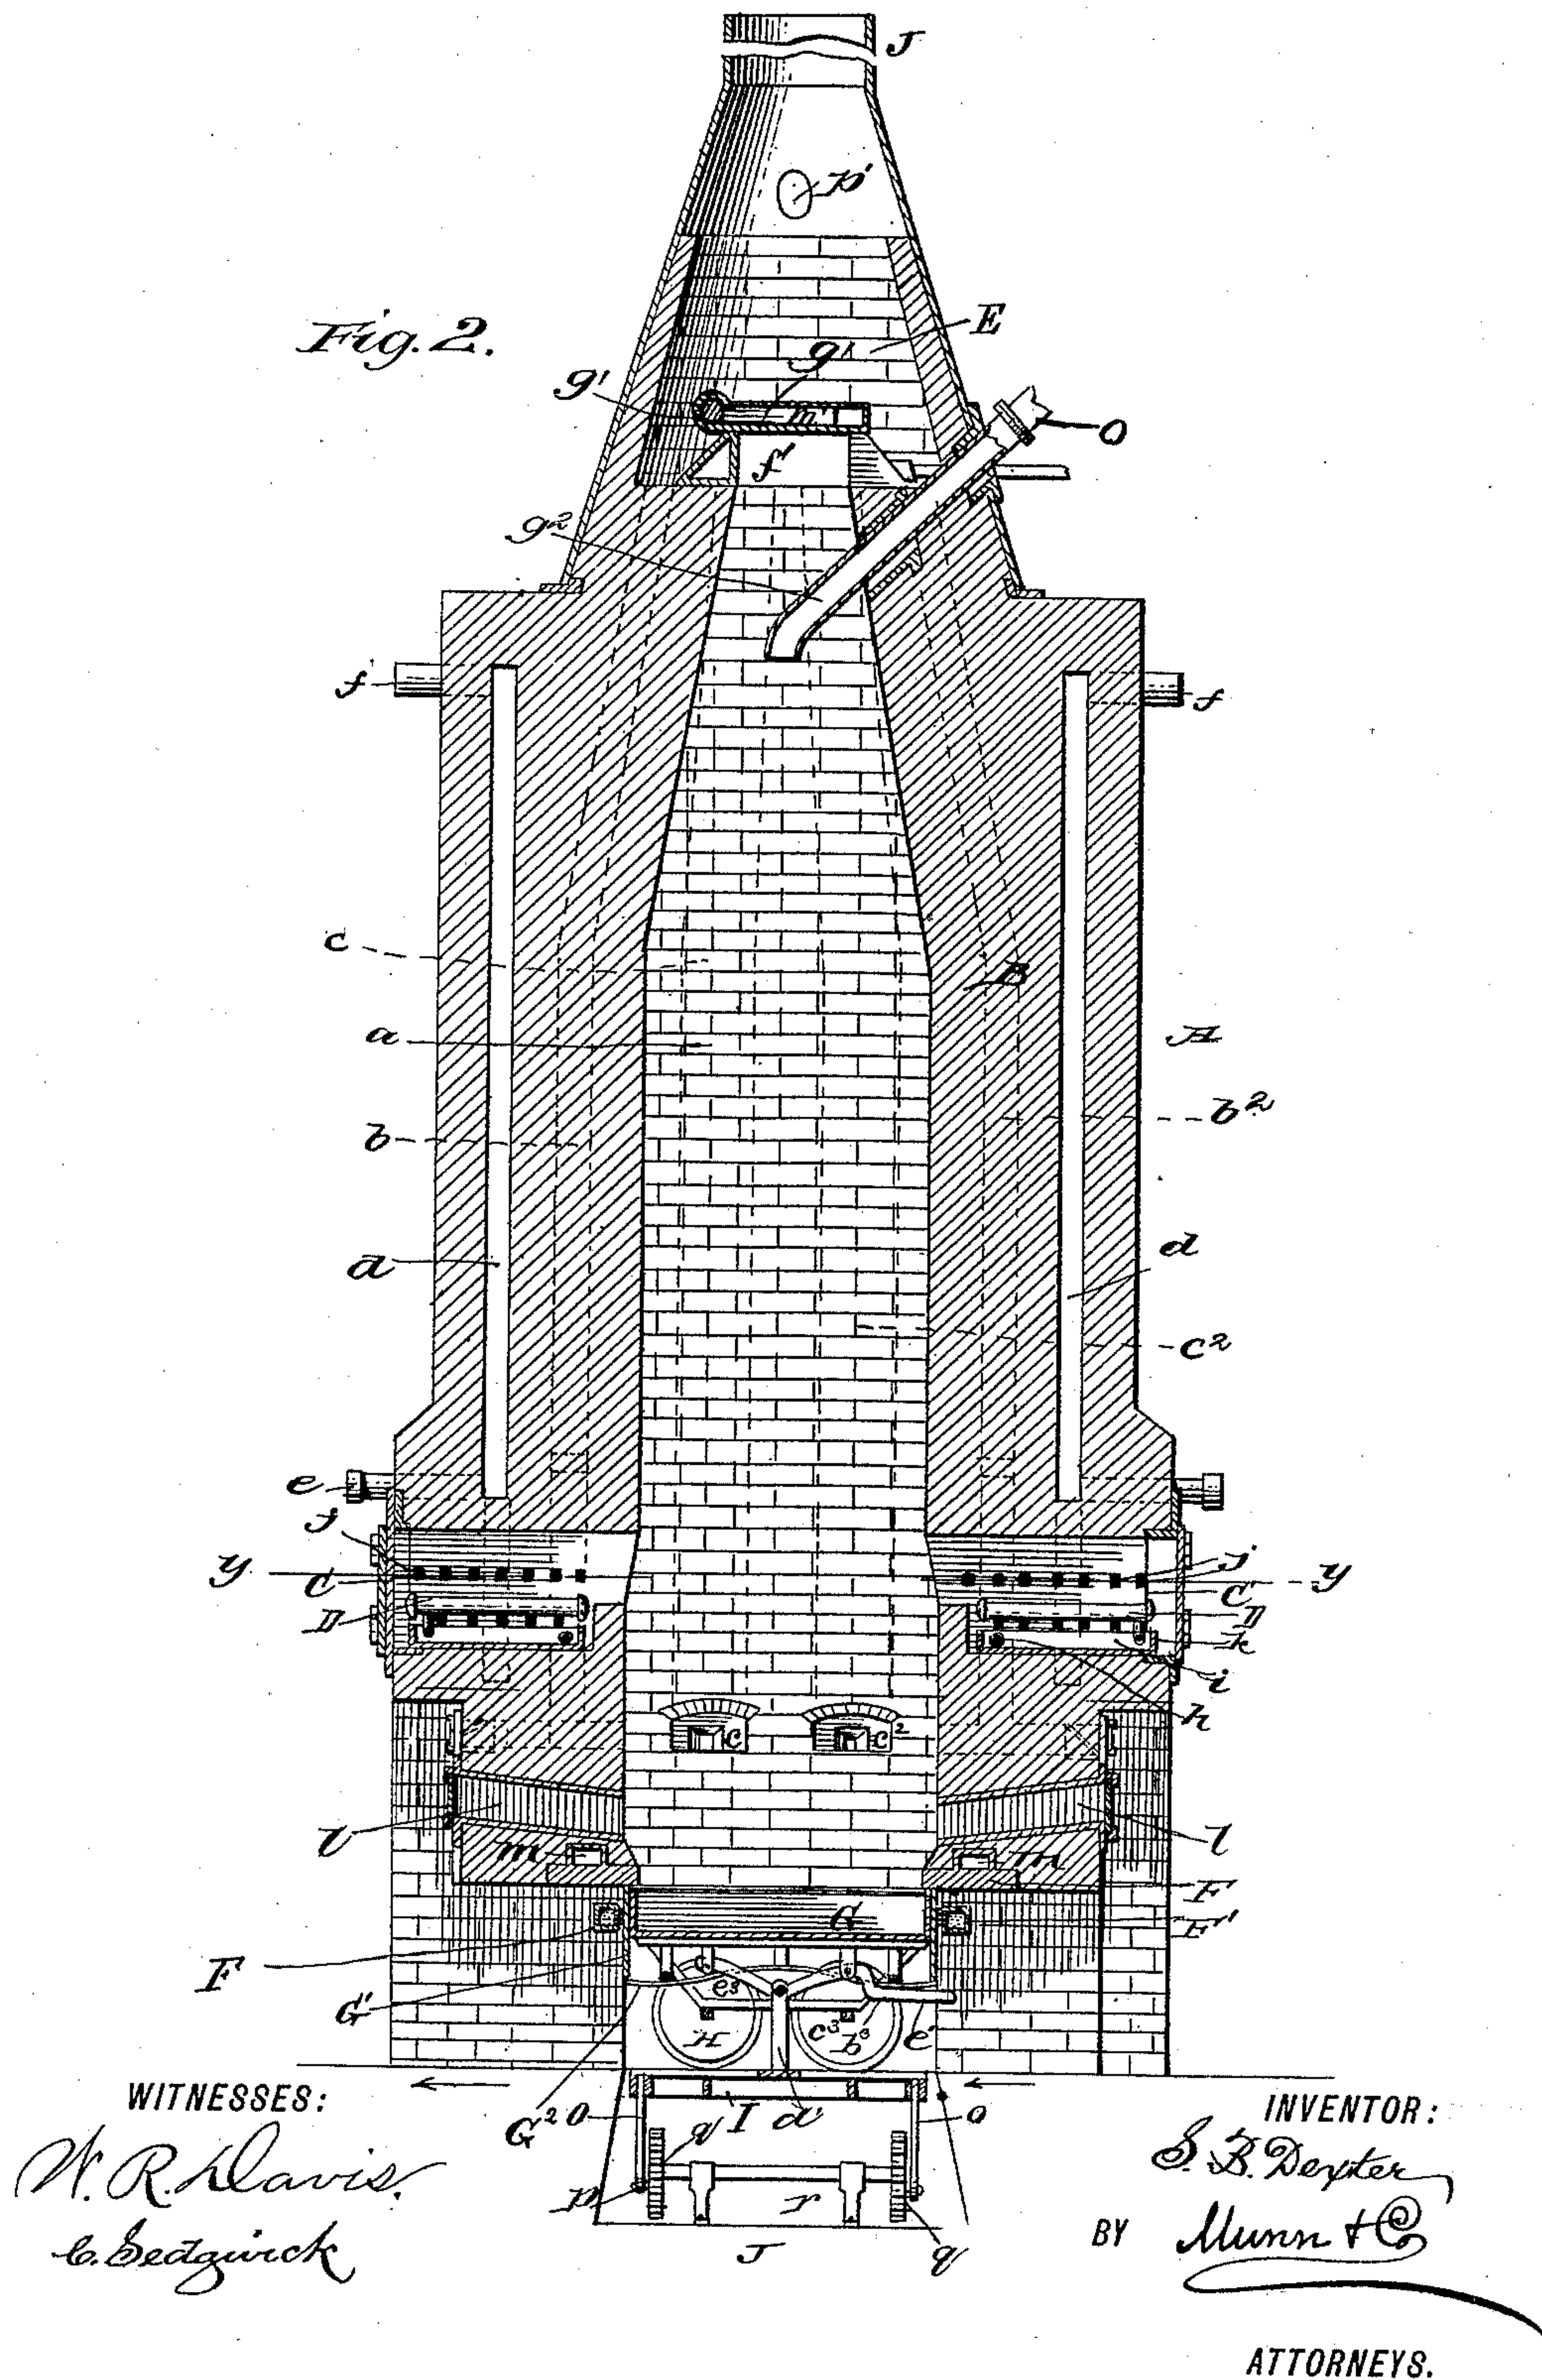 J
p'
Fig. 2.
E
g'
g'
m'
O
f'
g2
f
f
c
B
a
A
b
b2
d
d
c2
e
j
j
y
y
C
C
D
D
k
i
h
c
c2
l
l
m
m
F
G
F'
F
G'
e3
H
c3
b3
e'
G2
o
I
d'
o
q
p
r
q
J
WITNESSES:
W. R. Davis.
C. Sedgwick
INVENTOR:
S. B. Dexter
BY Munn & Co
ATTORNEYS.